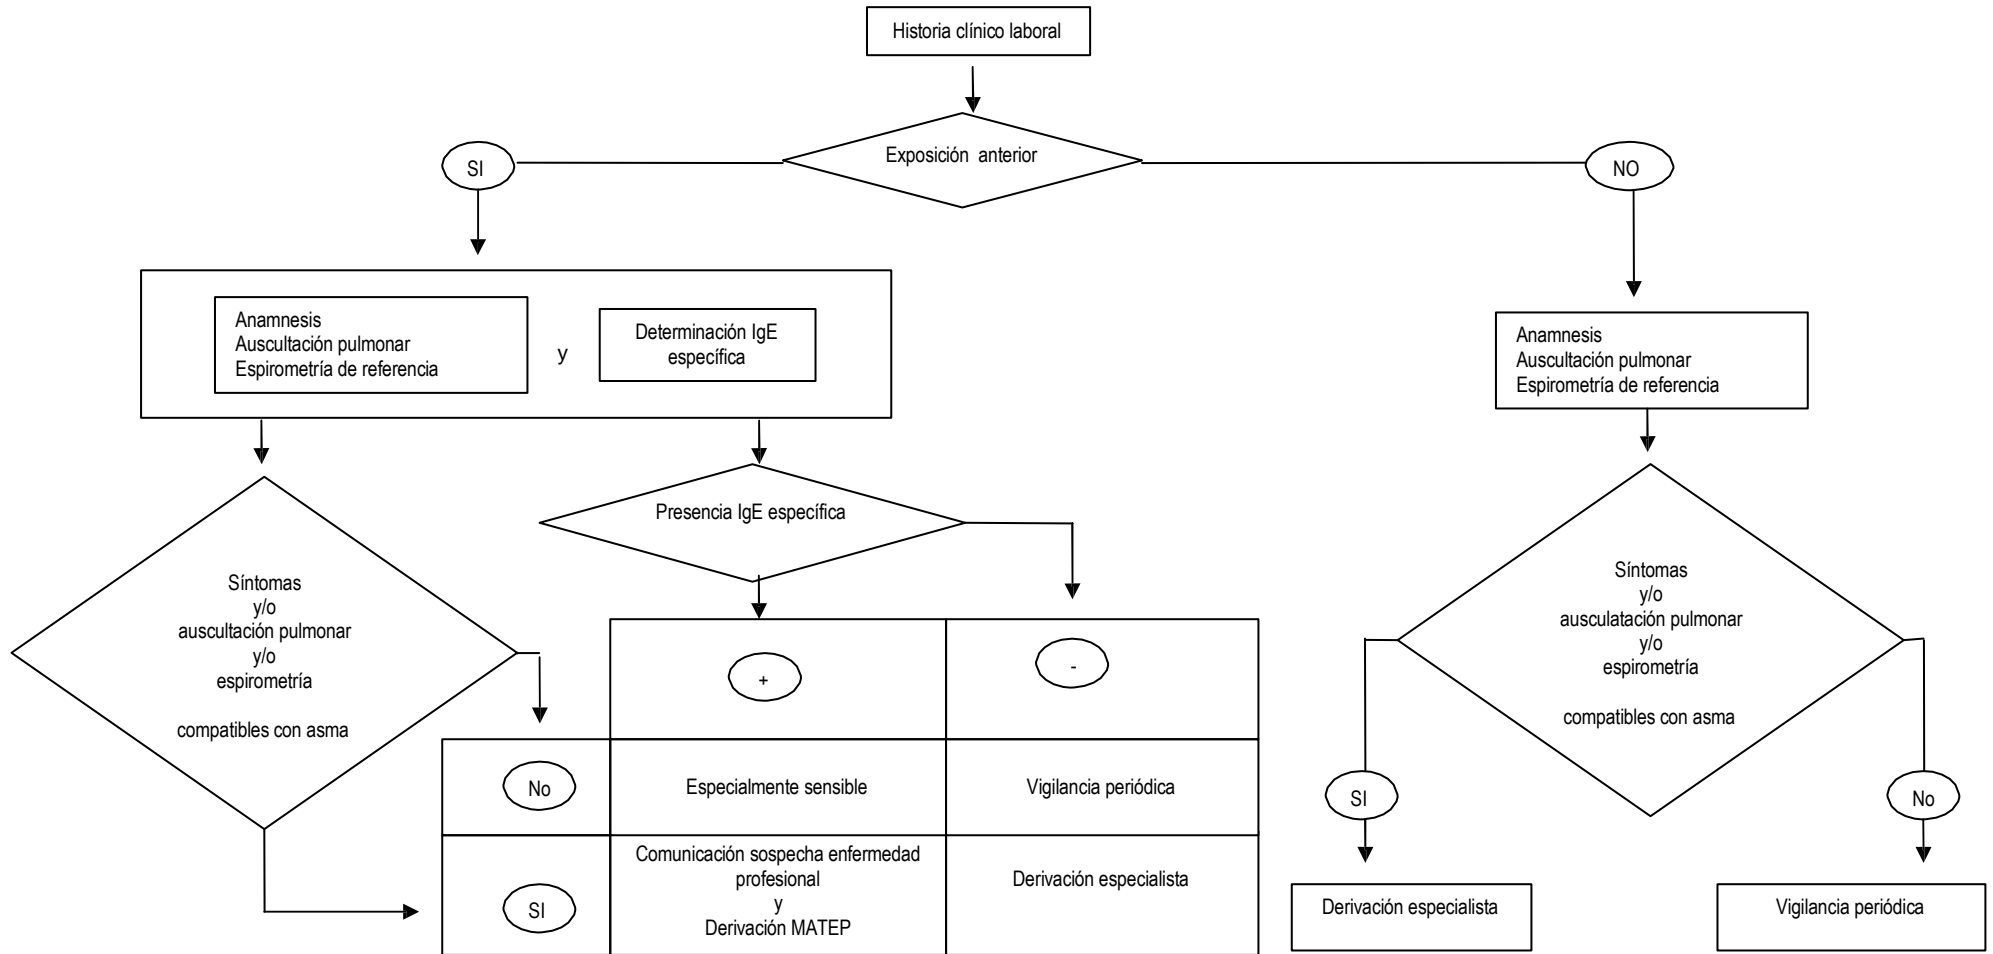 Historia clínico laboral
Exposición anterior
SI
NO
Anamnesis
Auscultación pulmonar
Espirometría de referencia
y
Determinación IgE
específica
Anamnesis
Auscultación pulmonar
Espirometría de referencia
Presencia IgE específica
Síntomas
y/o
auscultación pulmonar
y/o
espirometría
compatibles con asma
Síntomas
y/o
ausculatación pulmonar
y/o
espirometría
compatibles con asma
+
-
No
Especialmente sensible
Vigilancia periódica
SI
Comunicación sospecha enfermedad
profesional
y
Derivación MATEP
Derivación especialista
SI
No
Derivación especialista
Vigilancia periódica